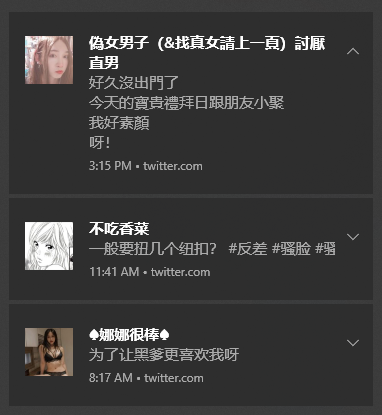 偽女男子（&找真女請上一頁）討厭
直男
好久沒出門了
今天的寶貴禮拜日跟朋友小聚
我好素顏
呀！
3:15 PM • twitter.com
不吃香菜
一般要扭几个纽扣？ #反差 #骚脸 #骚
11:41 AM • twitter.com
♠娜娜很棒♠
为了让黑爹更喜欢我呀
8:17 AM • twitter.com